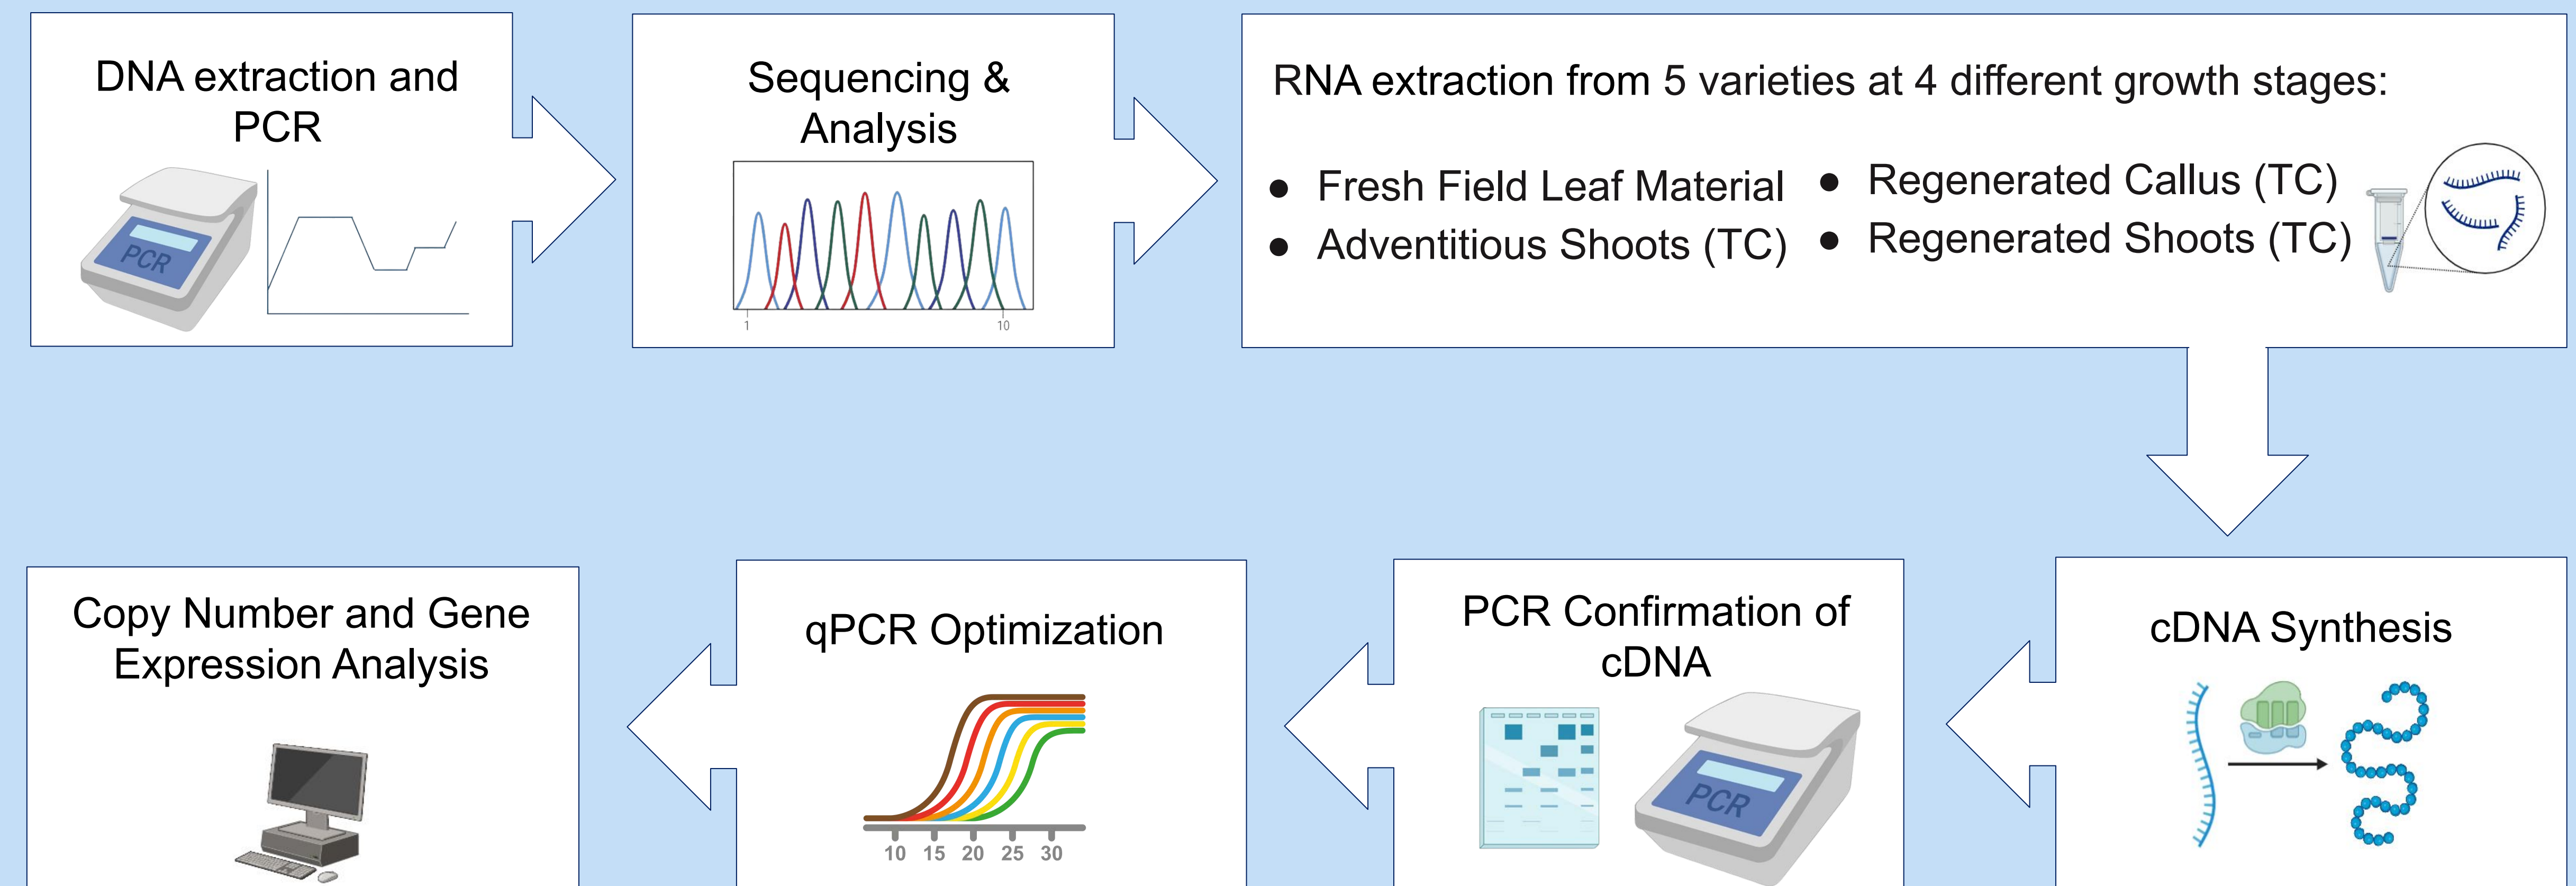 DNA extraction and
PCR
PCR
Sequencing &
Analysis
1 10
RNA extraction from 5 varieties at 4 different growth stages:
● Fresh Field Leaf Material
● Adventitious Shoots (TC)
● Regenerated Callus (TC)
● Regenerated Shoots (TC)
cDNA Synthesis
PCR Confirmation of
cDNA
PCR
qPCR Optimization
10 15 20 25 30
Copy Number and Gene
Expression Analysis